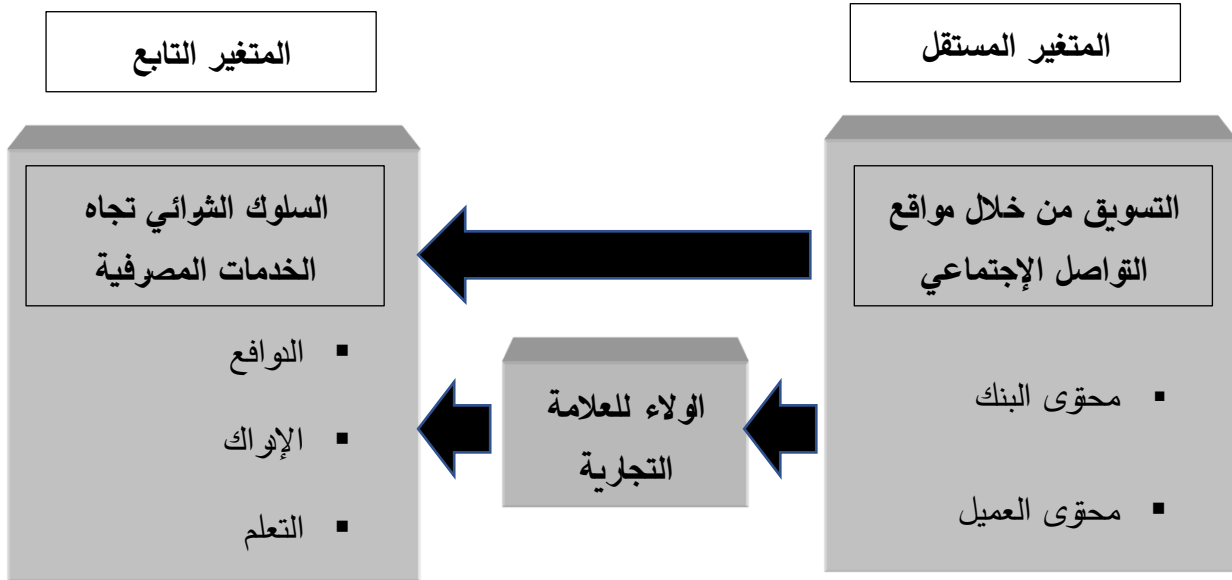 المتغير المستقل
المتغير التابع
التسويق من خلال مواقع
التواصل الإجتماعي
▪ محتوى البنك
▪ محتوى العميل
الولاء للعلامة
التجارية
السلوك الشرائي تجاه
الخدمات المصرفية
▪ الدوافع
▪ الإدراك
▪ التعلم